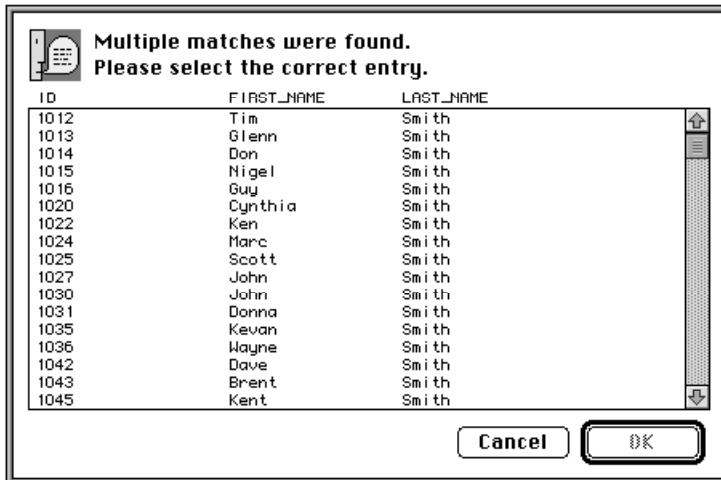 Multiple matches were found.
Please select the correct entry.
ID FIRST_NAME LAST_NAME
1012 Tim Smith
1013 Glenn Smith
1014 Don Smith
1015 Nigel Smith
1016 Guy Smith
1020 Cynthia Smith
1022 Ken Smith
1024 Marc Smith
1025 Scott Smith
1027 John Smith
1030 John Smith
1031 Donna Smith
1035 Kevan Smith
1036 Wayne Smith
1042 Dave Smith
1043 Brent Smith
1045 Kent Smith
Cancel OK